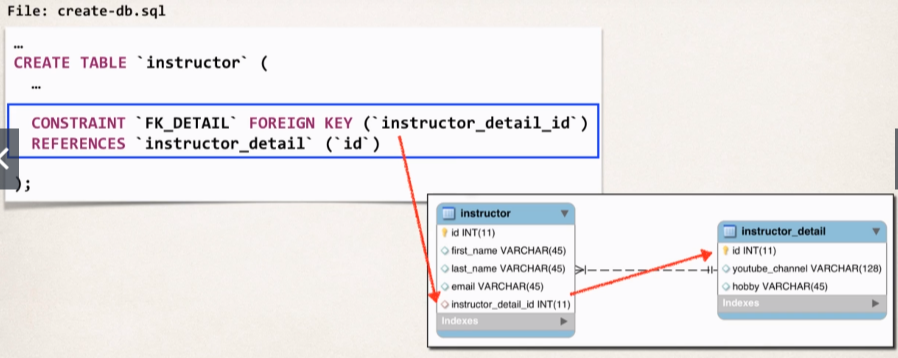 File: create-db.sql
…
CREATE TABLE `instructor` (
…
CONSTRAINT `FK_DETAIL` FOREIGN KEY (`instructor_detail_id`)
REFERENCES `instructor_detail` (`id`)
);
instructor
id INT(11)
first_name VARCHAR(45)
last_name VARCHAR(45)
email VARCHAR(45)
instructor_detail_id INT(11)
Indexes
instructor_detail
id INT(11)
youtube_channel VARCHAR(128)
hobby VARCHAR(45)
Indexes